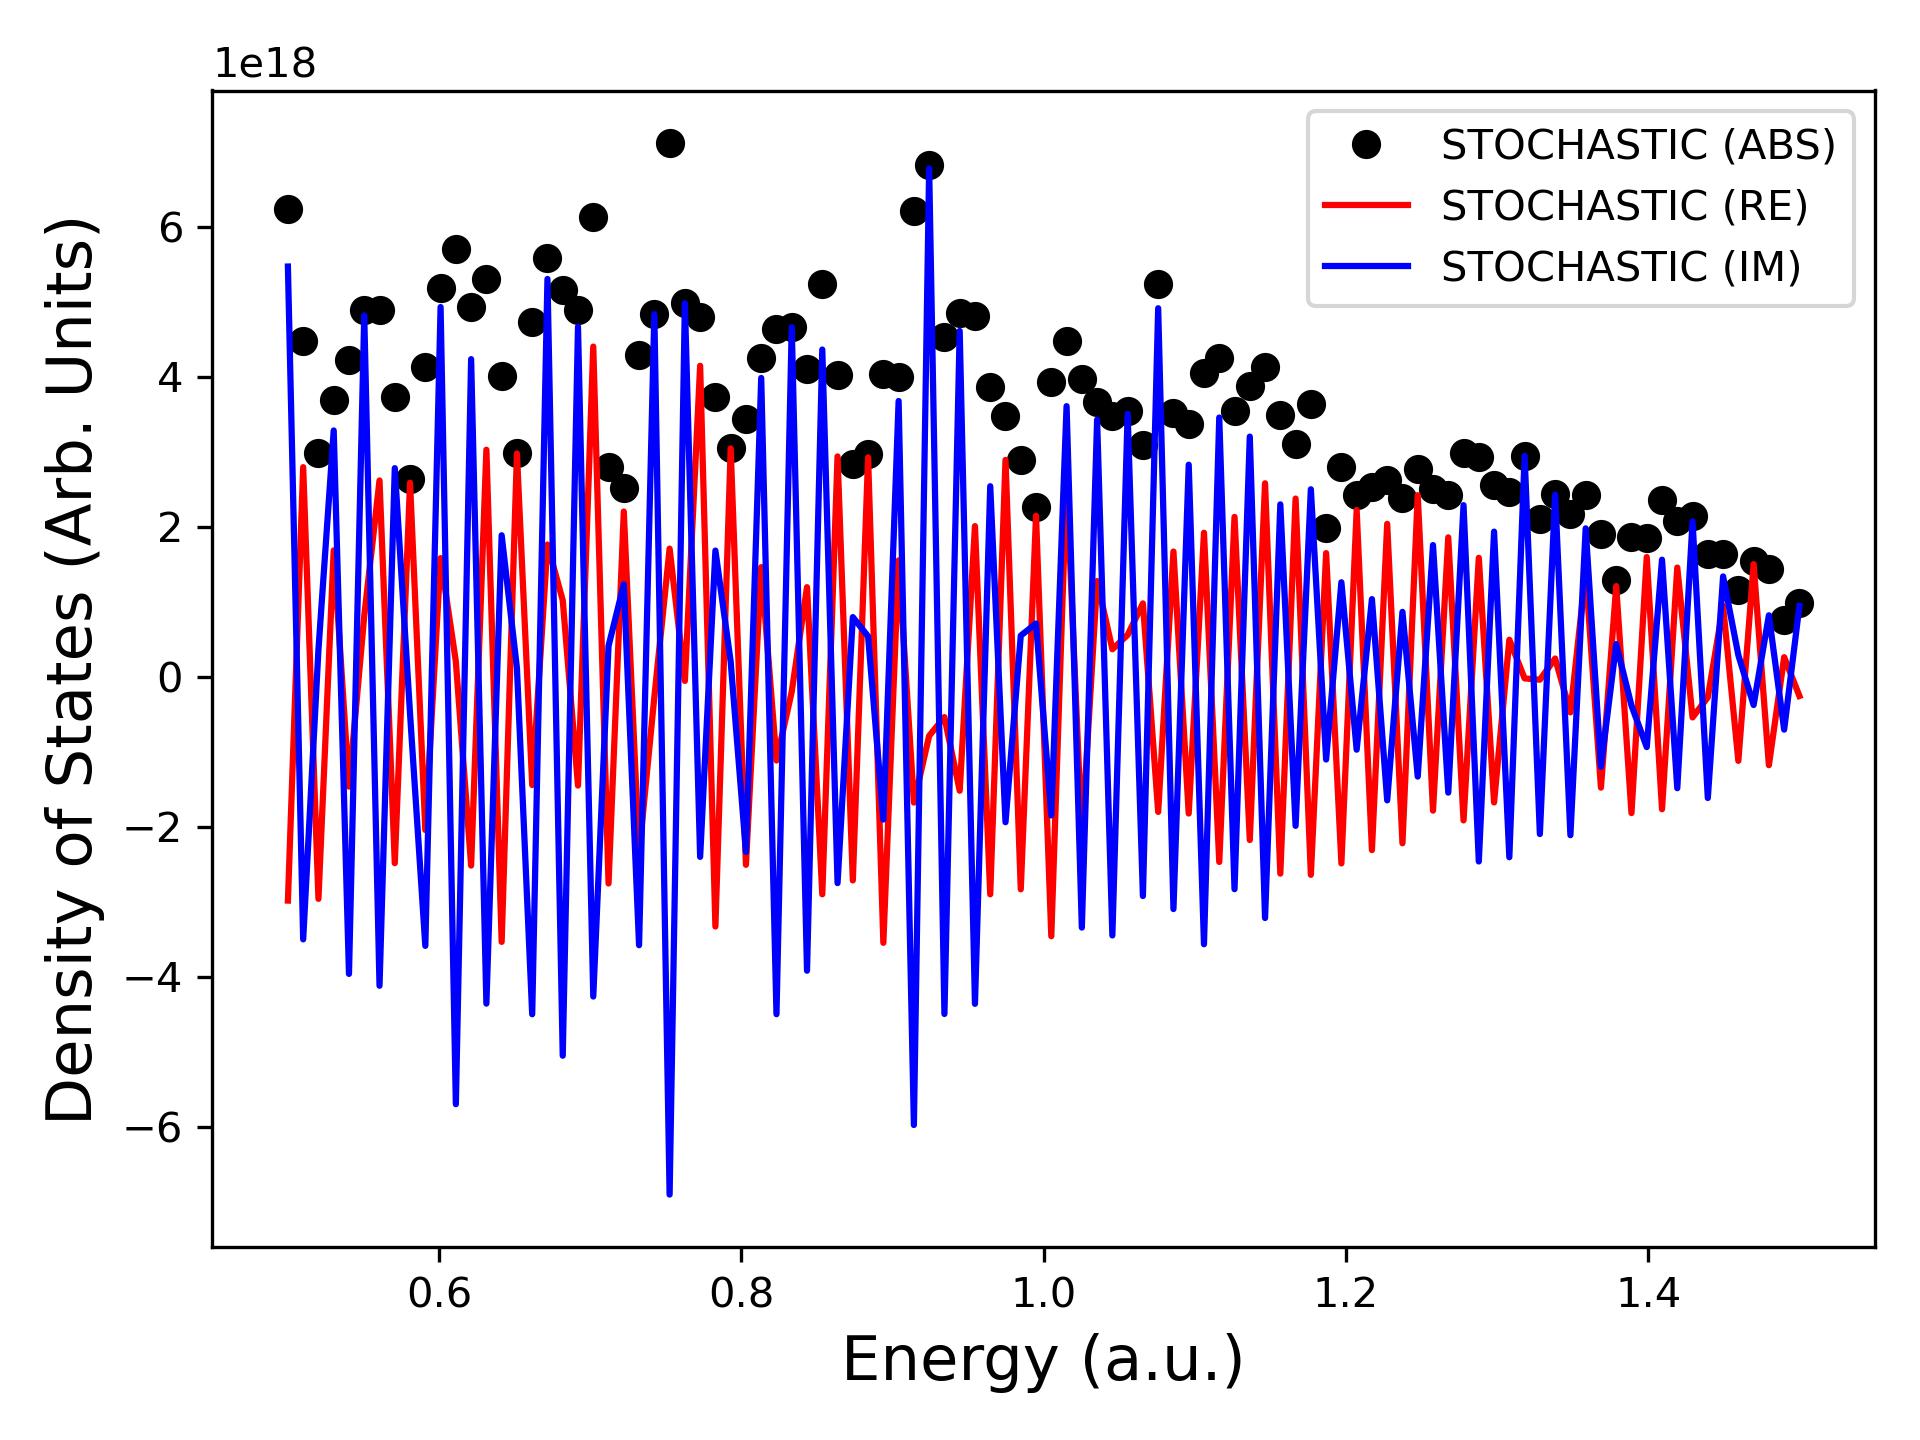 1e18
STOCHASTIC (ABS)
STOCHASTIC (RE)
STOCHASTIC (IM)
Density of States (Arb. Units)
6
4
2
0
−2
−4
−6
0.6 0.8 1.0 1.2 1.4
Energy (a.u.)